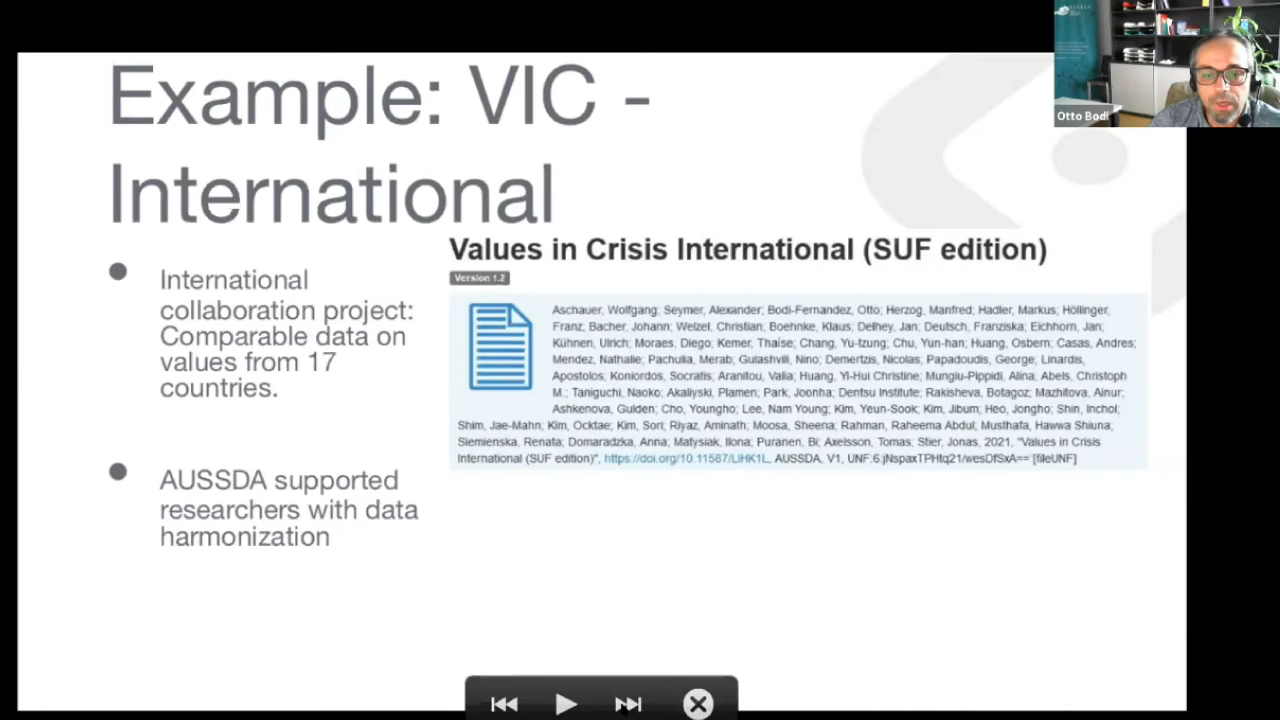 Example: VIC -
International
Otto Bodi
International
collaboration project:
Comparable data on
values from 17
countries.
AUSSDA supported
researchers with data
harmonization
Values in Crisis International (SUF edition)
Version 1.2
Aschauer, Wolfgang; Seymer, Alexander; Bodi-Fernandez, Otto; Herzog, Manfred; Hadler, Markus; Höllinger,
Franz; Bacher, Johann; Welzel, Christian; Boehnke, Klaus; Delhey, Jan; Deutsch, Franziska; Eichhorn, Jan;
Kühnen, Ulrich; Moraes, Diego; Kemer, Thaíse; Chang, Yu-tzung; Chu, Yun-han; Huang, Osbern; Casas, Andres;
Mendez, Nathalie; Pachulia, Merab; Gulashvili, Nino; Demertzis, Nicolas; Papadoudis, George; Linardis,
Apostolos; Koniordos, Socratis; Aranitou, Valia; Huang, Yi-Hui Christine; Mungiu-Pippidi, Alina; Abels, Christoph
M.; Taniguchi, Naoko; Akaliyski, Plamen; Park, Joonha; Dentsu Institute; Rakisheva, Botagoz; Mazhitova, Ainur;
Ashkenova, Gulden; Cho, Youngho; Lee, Nam Young; Kim, Yeun-Sook; Kim, Jibum; Heo, Jongho; Shin, Inchol;
Shim, Jae-Mahn; Kim, Ocktae; Kim, Sori; Riyaz, Aminath; Moosa, Sheena; Rahman, Raheema Abdul; Musthafa, Hawwa Shiuna;
Siemienska, Renata; Domaradzka, Anna; Matysiak, Ilona; Puranen, Bi; Axelsson, Tomas; Stier, Jonas, 2021, "Values in Crisis
International (SUF edition)", https://doi.org/10.11587/LIHK1L, AUSSDA, V1, UNF:6:jNspaxTPHtq21/wesDfSxA== [fileUNF]